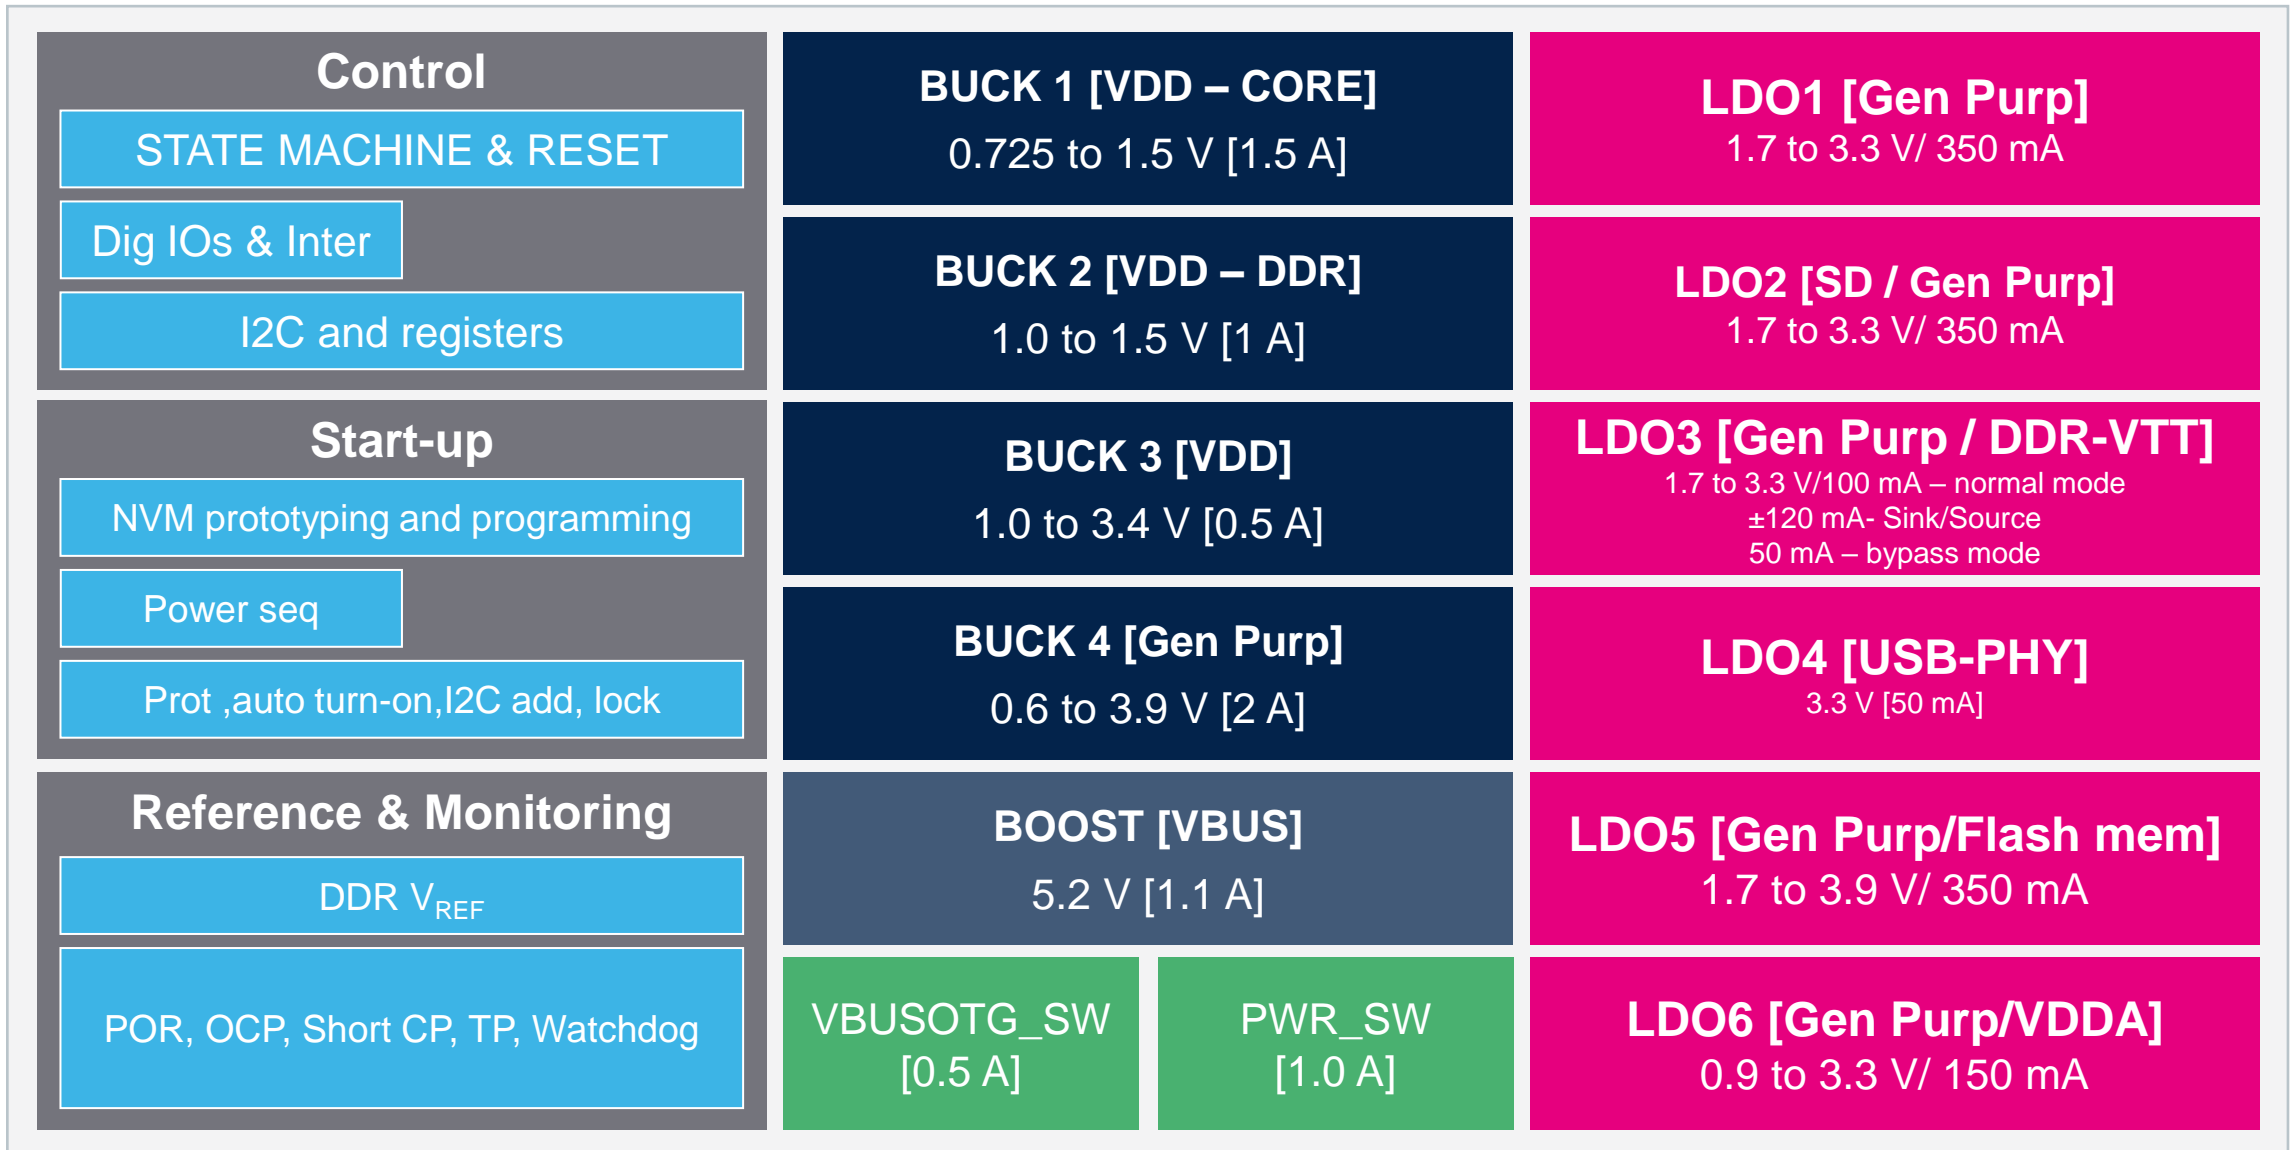 Control
STATE MACHINE & RESET
Dig IOs & Inter
I2C and registers
Start-up
NVM prototyping and programming
Power seq
Prot ,auto turn-on,I2C add, lock
Reference & Monitoring
DDR VREF
POR, OCP, Short CP, TP, Watchdog
BUCK 1 [VDD – CORE]
0.725 to 1.5 V [1.5 A]
BUCK 2 [VDD – DDR]
1.0 to 1.5 V [1 A]
BUCK 3 [VDD]
1.0 to 3.4 V [0.5 A]
BUCK 4 [Gen Purp]
0.6 to 3.9 V [2 A]
BOOST [VBUS]
5.2 V [1.1 A]
VBUSOTG_SW
[0.5 A]
PWR_SW
[1.0 A]
LDO1 [Gen Purp]
1.7 to 3.3 V/ 350 mA
LDO2 [SD / Gen Purp]
1.7 to 3.3 V/ 350 mA
LDO3 [Gen Purp / DDR-VTT]
1.7 to 3.3 V/100 mA – normal mode
±120 mA- Sink/Source
50 mA – bypass mode
LDO4 [USB-PHY]
3.3 V [50 mA]
LDO5 [Gen Purp/Flash mem]
1.7 to 3.9 V/ 350 mA
LDO6 [Gen Purp/VDDA]
0.9 to 3.3 V/ 150 mA